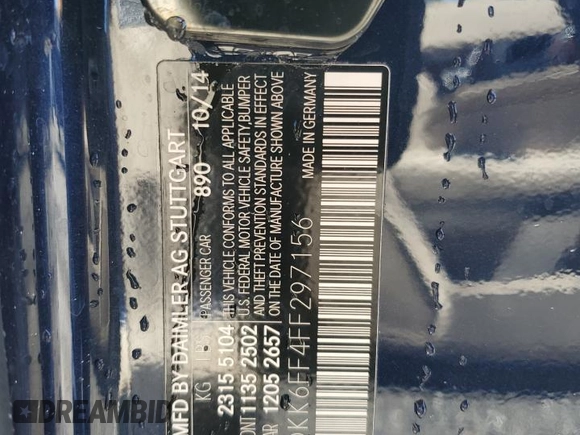 MFD BY DAIMLER AG STUTTGART
890 10/14
KG LBS PASSENGER CAR
2315 5104 THIS VEHICLE CONFORMS TO ALL APPLICABLE
U.S. FEDERAL MOTOR VEHICLE SAFETY, BUMPER
1135 2502 AND THEFT PREVENTION STANDARDS IN EFFECT
1205 2657 ON THE DATE OF MANUFACTURE SHOWN ABOVE
MADE IN GERMANY
KK6EF4FF297156
DREAMBID